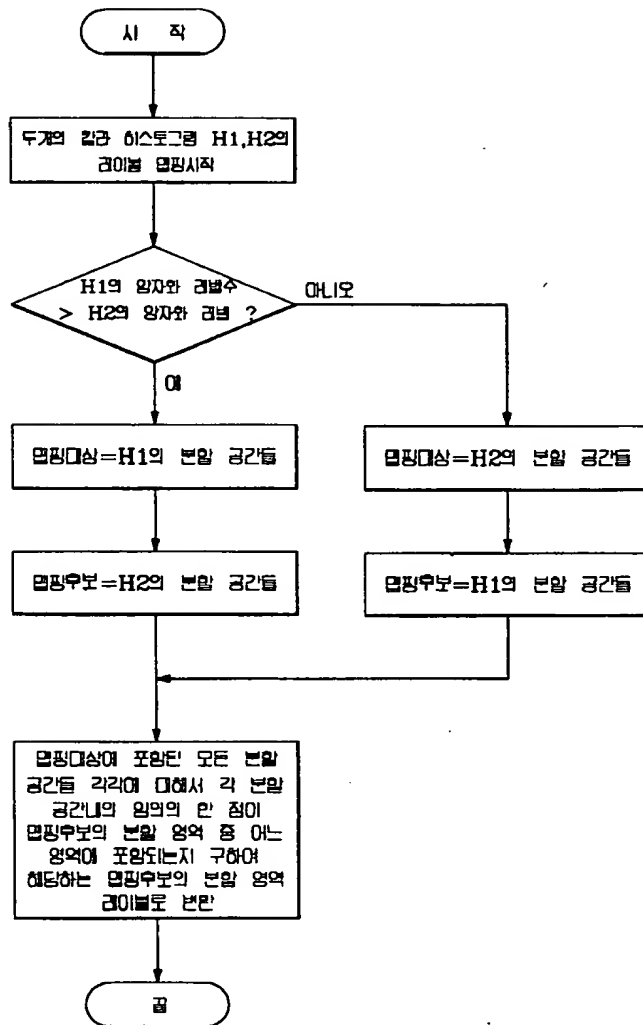 시 작
두개의 칼라 히스토그램 H1,H2의
레이블 맵핑시작
H1의 양자화 레벨수
> H2의 양자화 레벨 ?
아니오
예
맵핑대상=H1의 분할 공간들
맵핑대상=H2의 분할 공간들
맵핑후보=H2의 분할 공간들
맵핑후보=H1의 분할 공간들
맵핑대상에 포함된 모든 분할
공간들 각각에 대해서 각 분할
공간내의 임의의 한 점이
맵핑후보의 분할 영역 중 어느
영역에 포함되는지 구하여
해당하는 맵핑후보의 분할 영역
레이블로 변환
끝